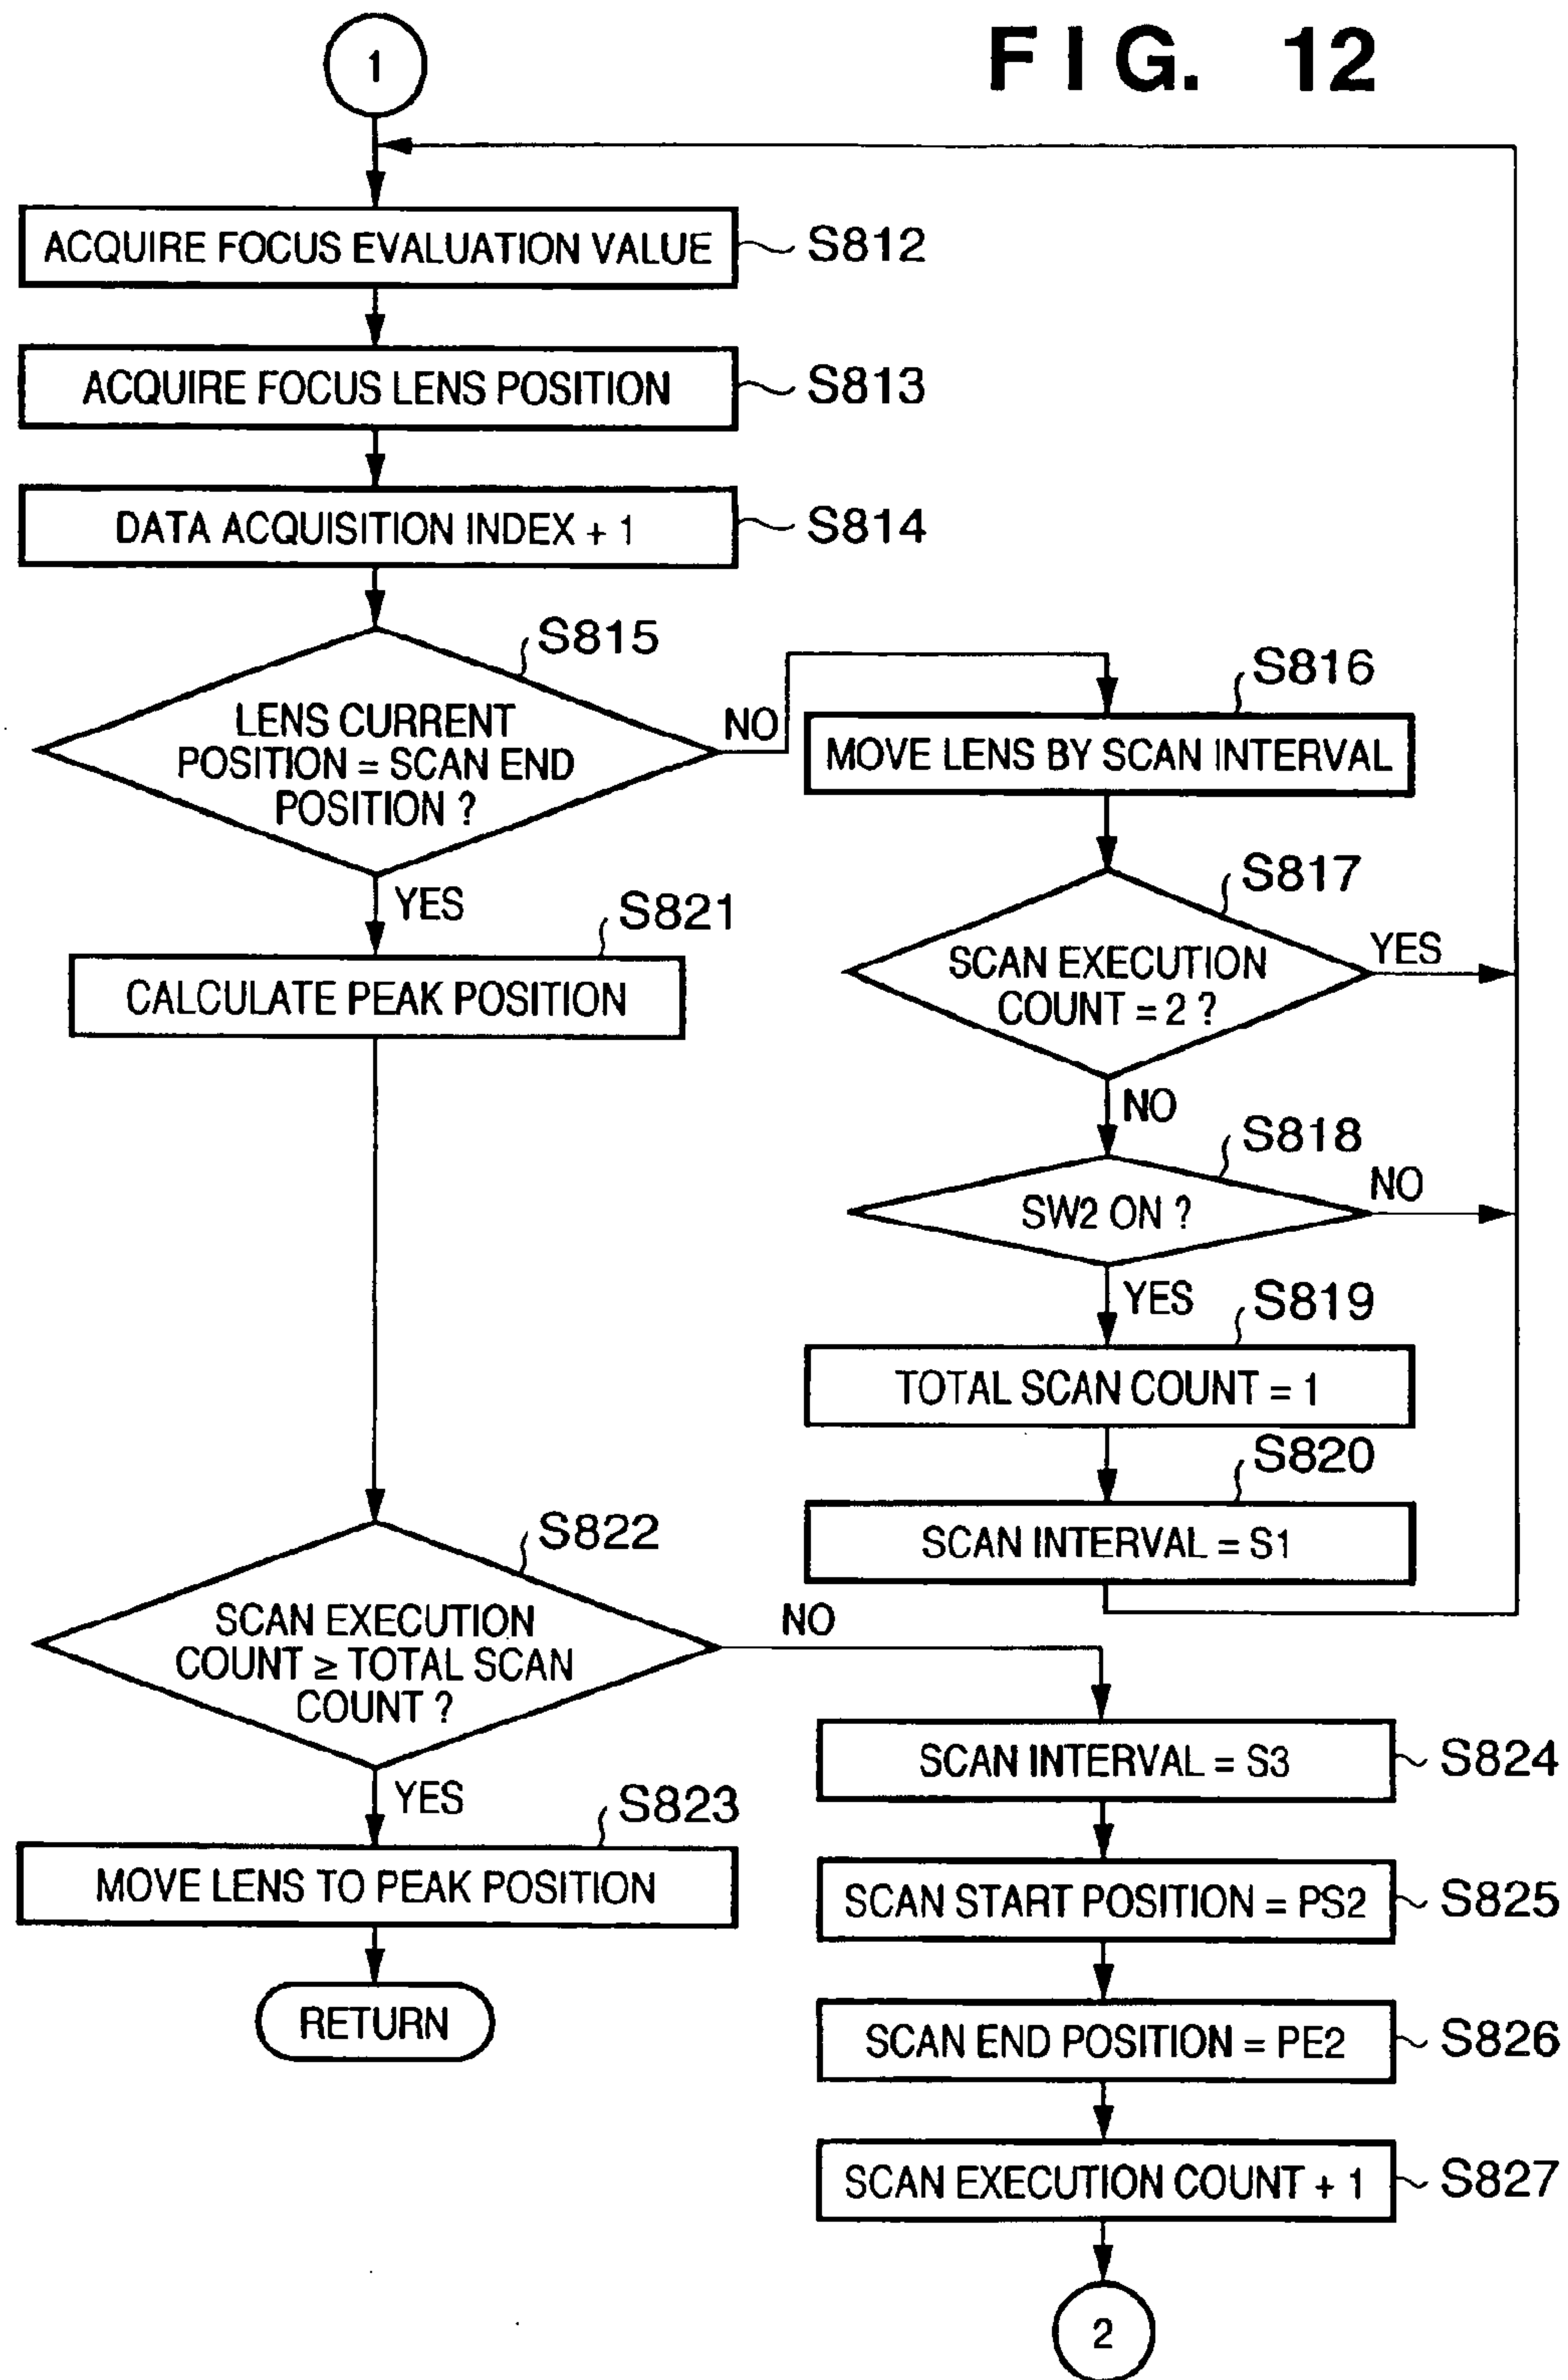 FIG. 12
1
ACQUIRE FOCUS EVALUATION VALUE
S812
ACQUIRE FOCUS LENS POSITION
S813
DATA ACQUISITION INDEX + 1
S814
S815
LENS CURRENT
POSITION = SCAN END
POSITION ?
NO
YES
S816
MOVE LENS BY SCAN INTERVAL
S817
SCAN EXECUTION
COUNT = 2 ?
YES
NO
S818
SW2 ON ?
NO
YES
S819
TOTAL SCAN COUNT = 1
S820
SCAN INTERVAL = S1
S821
CALCULATE PEAK POSITION
S822
SCAN EXECUTION
COUNT ≥ TOTAL SCAN
COUNT ?
NO
YES
S823
MOVE LENS TO PEAK POSITION
RETURN
SCAN INTERVAL = S3
S824
SCAN START POSITION = PS2
S825
SCAN END POSITION = PE2
S826
SCAN EXECUTION COUNT + 1
S827
2